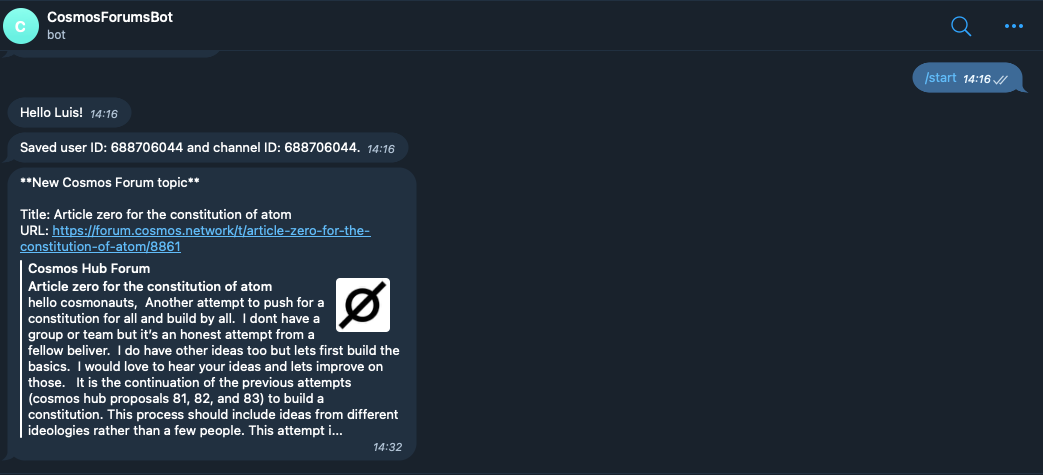 C
CosmosForumsBot
bot
/start 14:16
Hello Luis! 14:16
Saved user ID: 688706044 and channel ID: 688706044. 14:16
**New Cosmos Forum topic**
Title: Article zero for the constitution of atom
URL: https://forum.cosmos.network/t/article-zero-for-the-
constitution-of-atom/8861
Cosmos Hub Forum
Article zero for the constitution of atom
hello cosmonauts,  Another attempt to push for a
constitution for all and build by all.  I dont have a
group or team but it's an honest attempt from a
fellow beliver.  I do have other ideas too but lets first build the
basics.  I would love to hear your ideas and lets improve on
those.   It is the continuation of the previous attempts
(cosmos hub proposals 81, 82, and 83) to build a
constitution. This process should include ideas from different
ideologies rather than a few people. This attempt i...
14:32